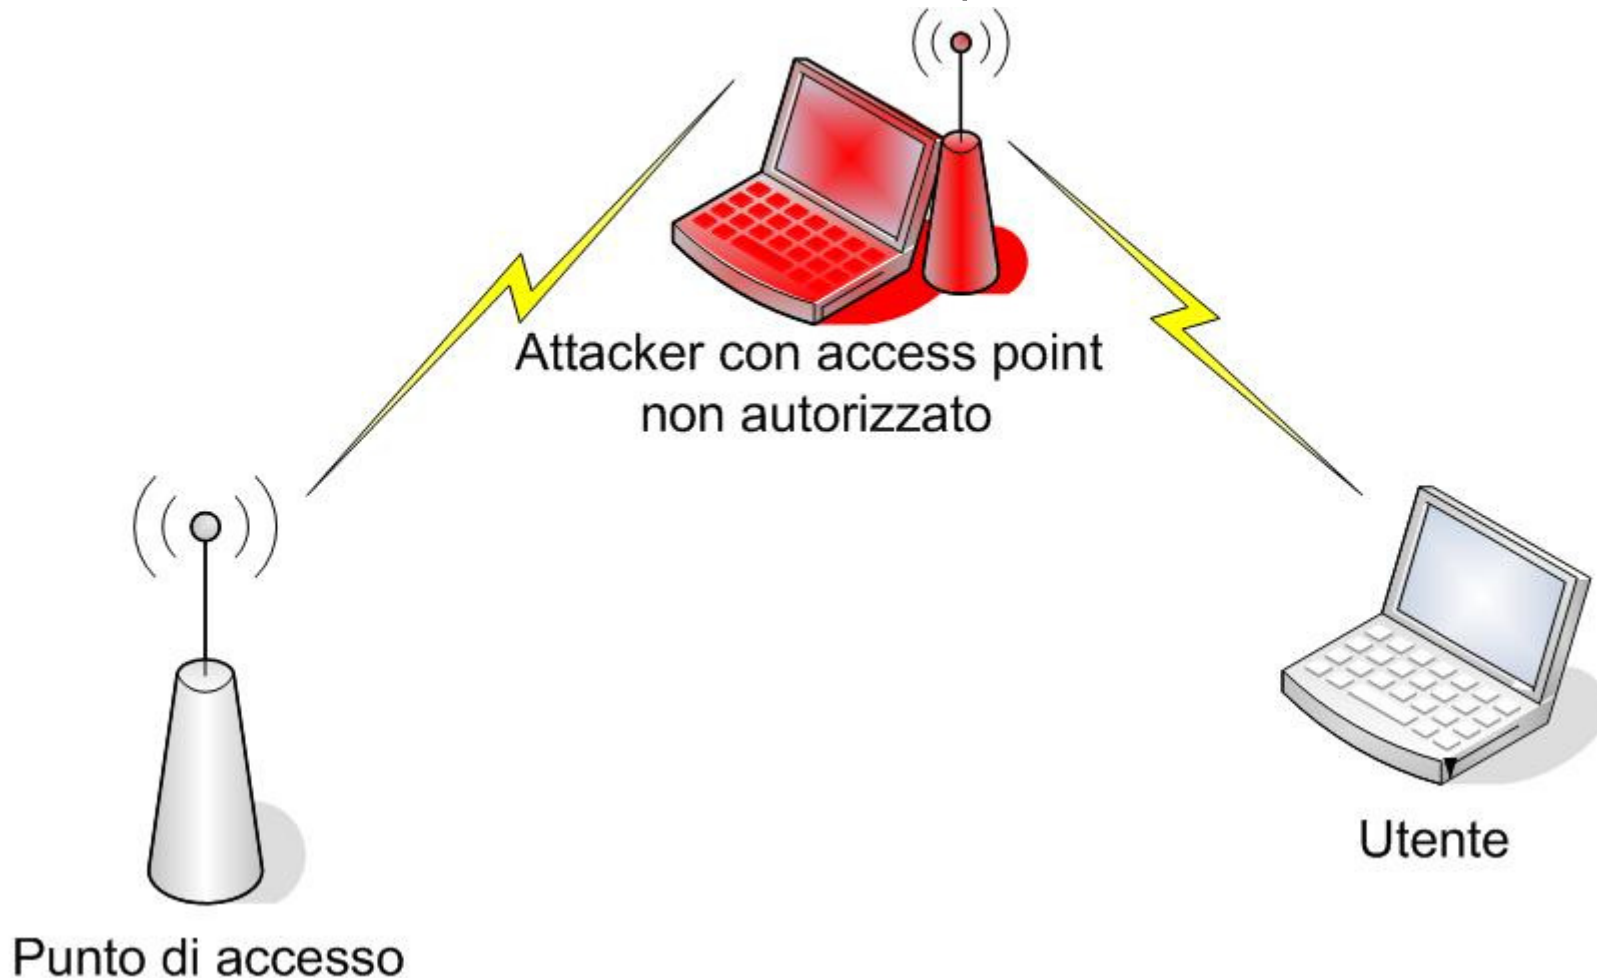 Attacker con access point
non autorizzato
Utente
Punto di accesso